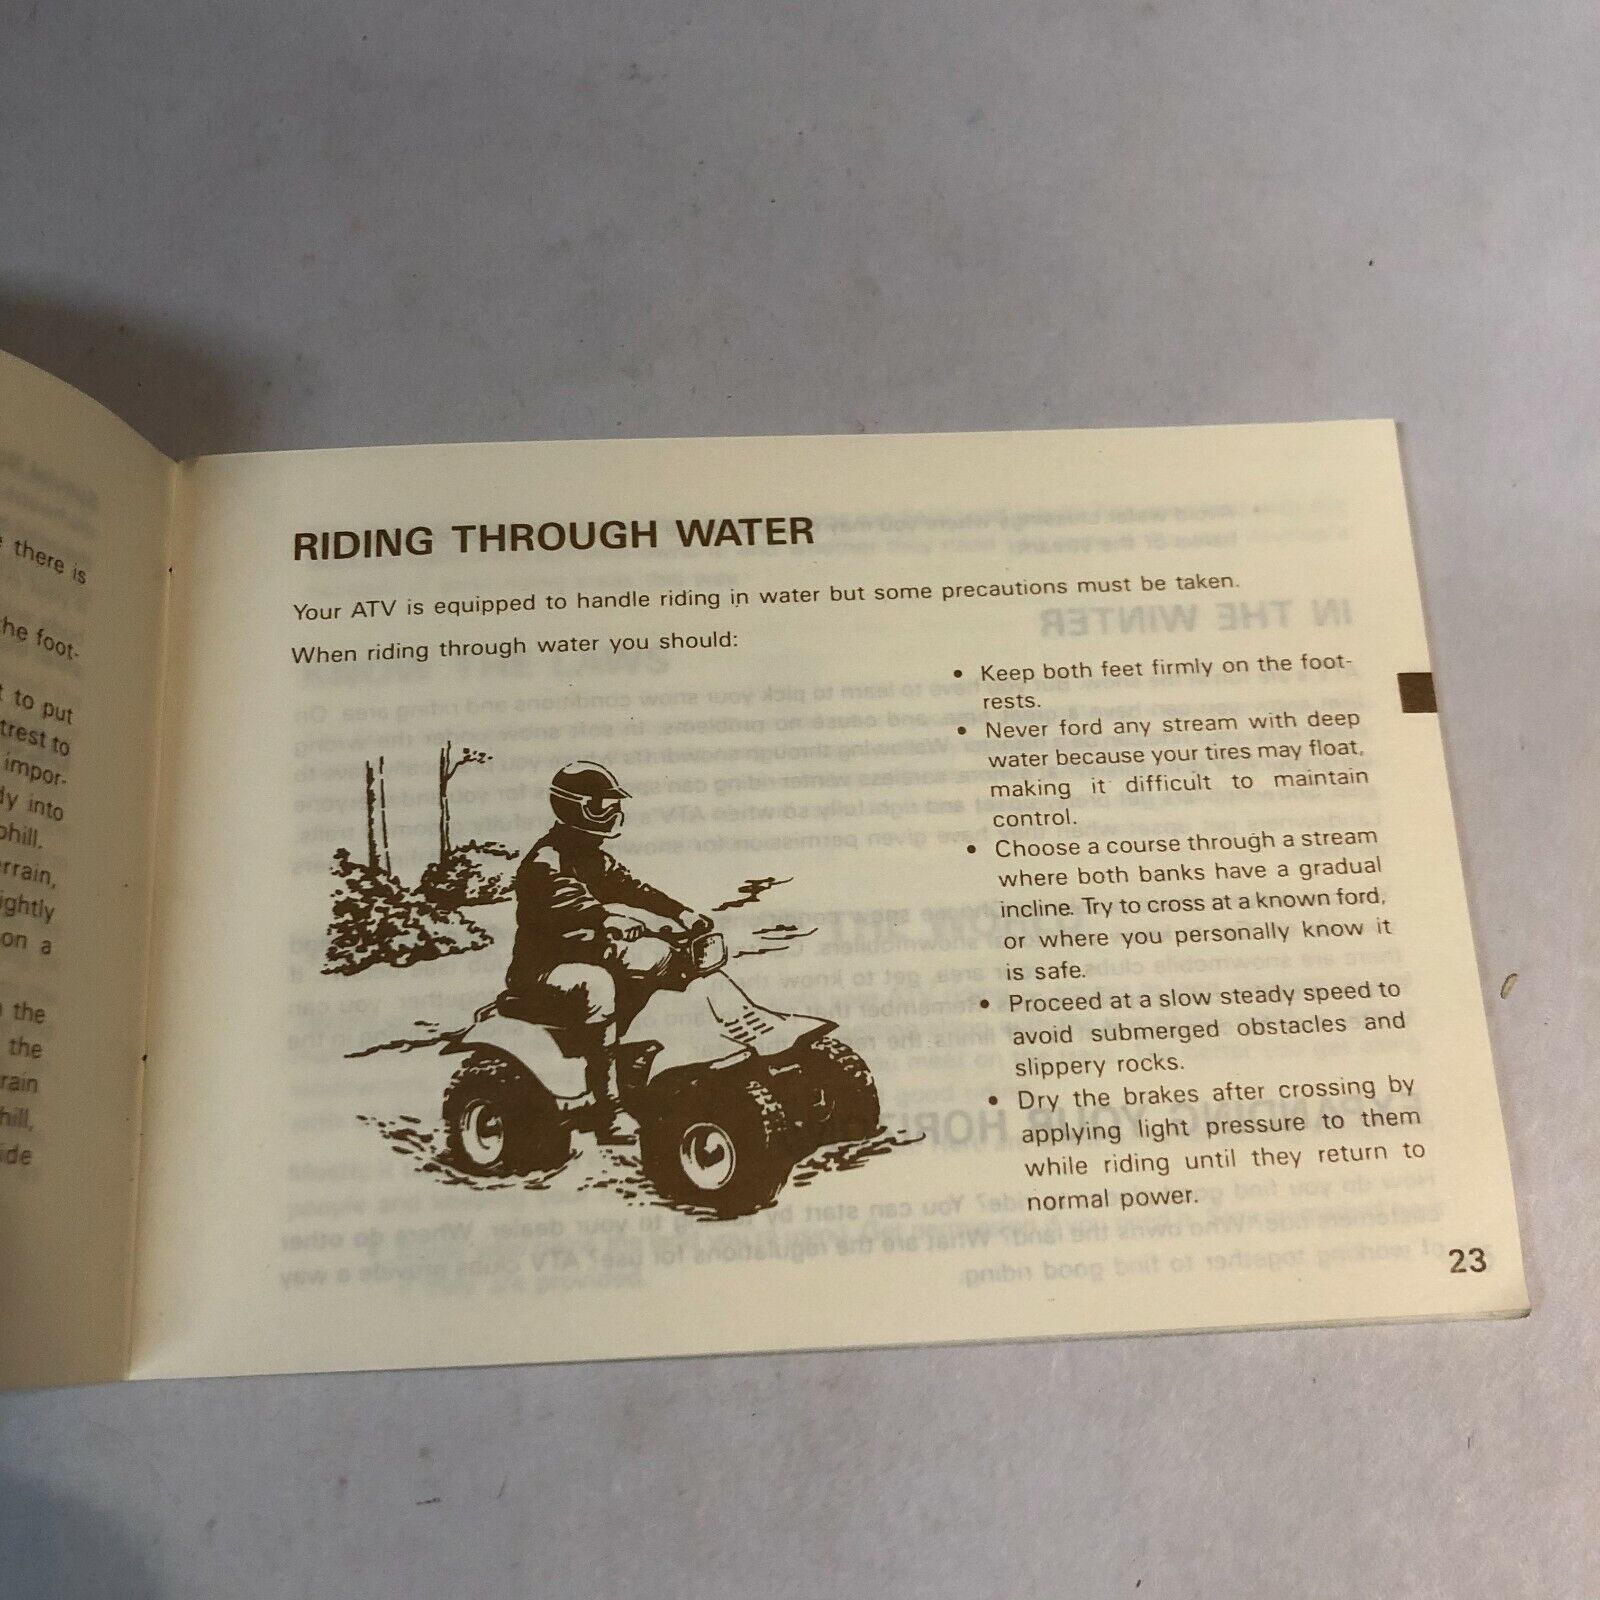 there is
the foot-
t to put
trest to
impor-
dy into
phill.
errain,
ightly
on a
the
the
rain
hill,
ide
RIDING THROUGH WATER
Your ATV is equipped to handle riding in water but some precautions must be taken.
When riding through water you should:
• Keep both feet firmly on the foot-
rests.
• Never ford any stream with deep
water because your tires may float,
making it difficult to maintain
control.
• Choose a course through a stream
where both banks have a gradual
incline. Try to cross at a known ford,
or where you personally know it
is safe.
• Proceed at a slow steady speed to
avoid submerged obstacles and
slippery rocks.
• Dry the brakes after crossing by
applying light pressure to them
while riding until they return to
normal power.
23